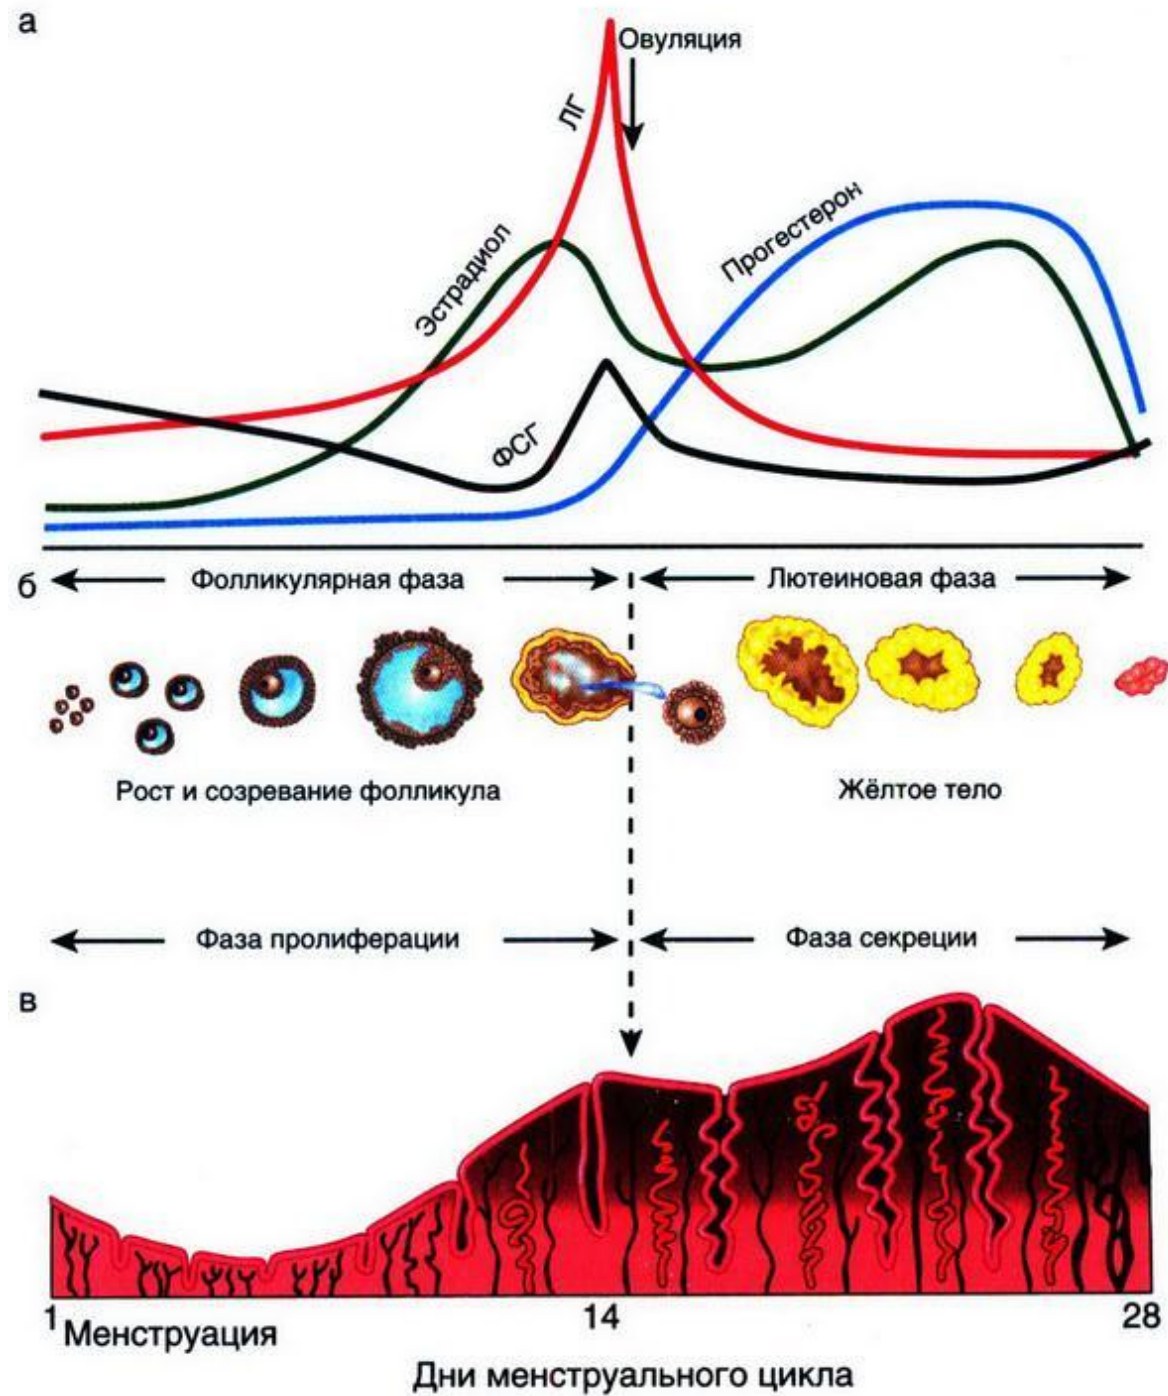 а
Овуляция
ЛГ
Эстрадиол
Прогестерон
ФСГ
б
Фолликулярная фаза
Лютеиновая фаза
Рост и созревание фолликула
Жёлтое тело
Фаза пролиферации
Фаза секреции
в
1
Менструация
14
28
Дни менструального цикла